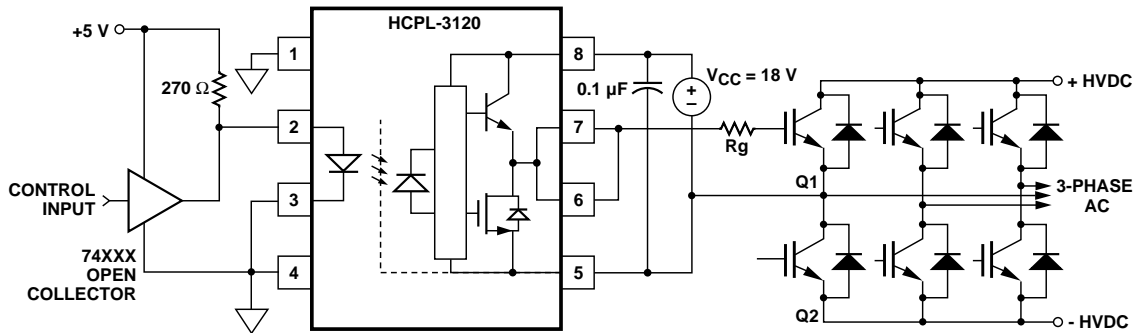 HCPL-3120
+5 V
1
8
270 Ω
0.1 µF
VCC = 18 V
+
–
+ HVDC
2
7
Rg
CONTROL
INPUT
3
6
Q1
3-PHASE
AC
74XXX
OPEN
COLLECTOR
4
5
Q2
- HVDC